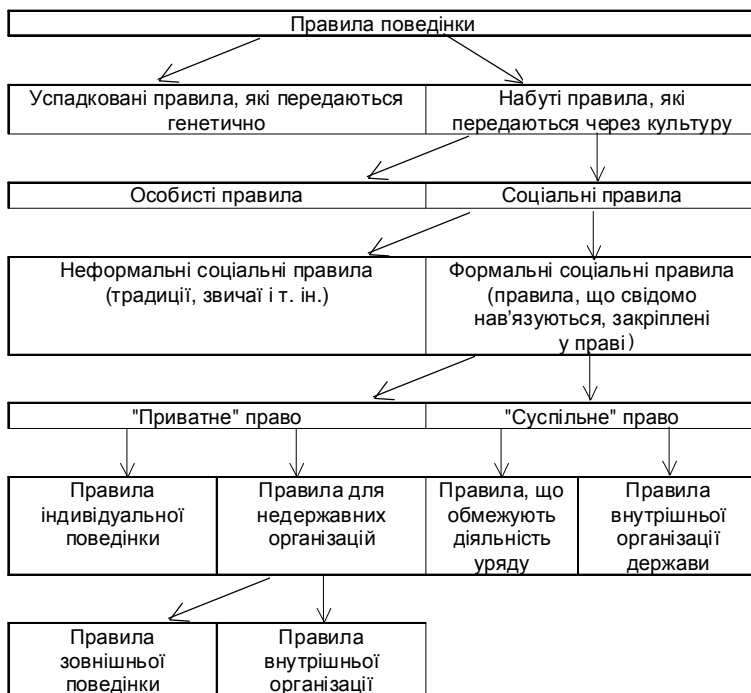 Правила поведінки
Успадковані правила, які передаються
генетично
Набуті правила, які
передаються через культуру
Особисті правила
Соціальні правила
Неформальні соціальні правила
(традиції, звичаї і т. ін.)
Формальні соціальні правила
(правила, що свідомо
нав'язуються, закріплені
у праві)
"Приватне" право
"Суспільне" право
Правила
індивідуальної
поведінки
Правила для
недержавних
організацій
Правила, що
обмежують
діяльність
уряду
Правила
внутрішньої
організації
держави
Правила
зовнішньої
поведінки
Правила
внутрішньої
організації